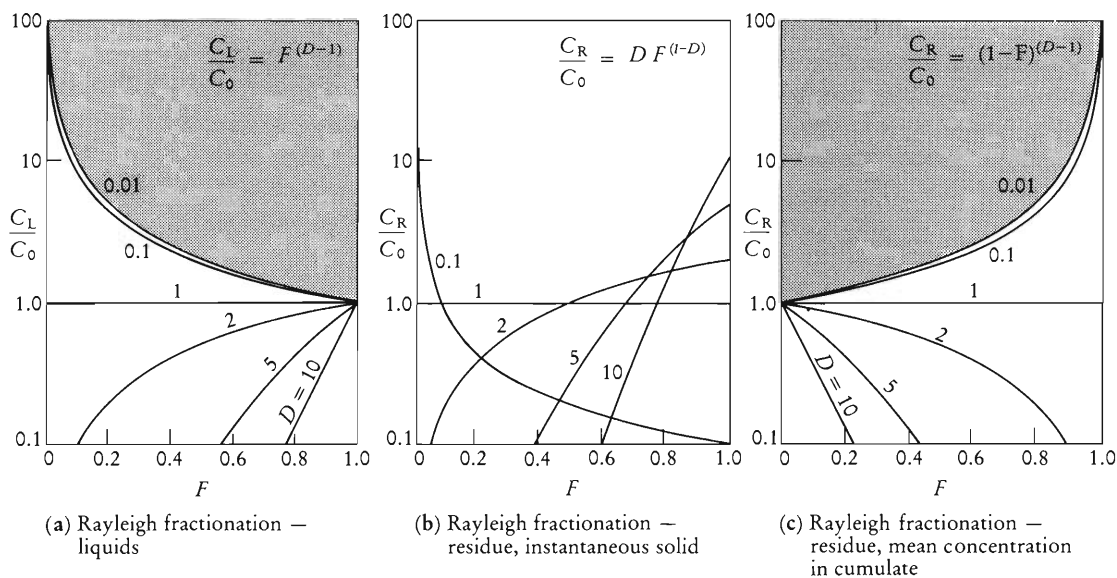 100
10
C_L/C_0
1.0
0.1
C_L/C_0 = F^(D−1)
0.01
0.1
1
2
5
D = 10
0 0.2 0.4 0.6 0.8 1.0
F
(a) Rayleigh fractionation —
liquids
10
C_R/C_0
1.0
0.1
C_R/C_0 = D F^(1-D)
0.1
1
2
5
10
0 0.2 0.4 0.6 0.8 1.0
F
(b) Rayleigh fractionation —
residue, instantaneous solid
100
10
C_R/C_0
1.0
0.1
C_R/C_0 = (1−F)^(D−1)
0.01
0.1
1
2
5
D = 10
0 0.2 0.4 0.6 0.8 1.0
F
(c) Rayleigh fractionation —
residue, mean concentration
in cumulate